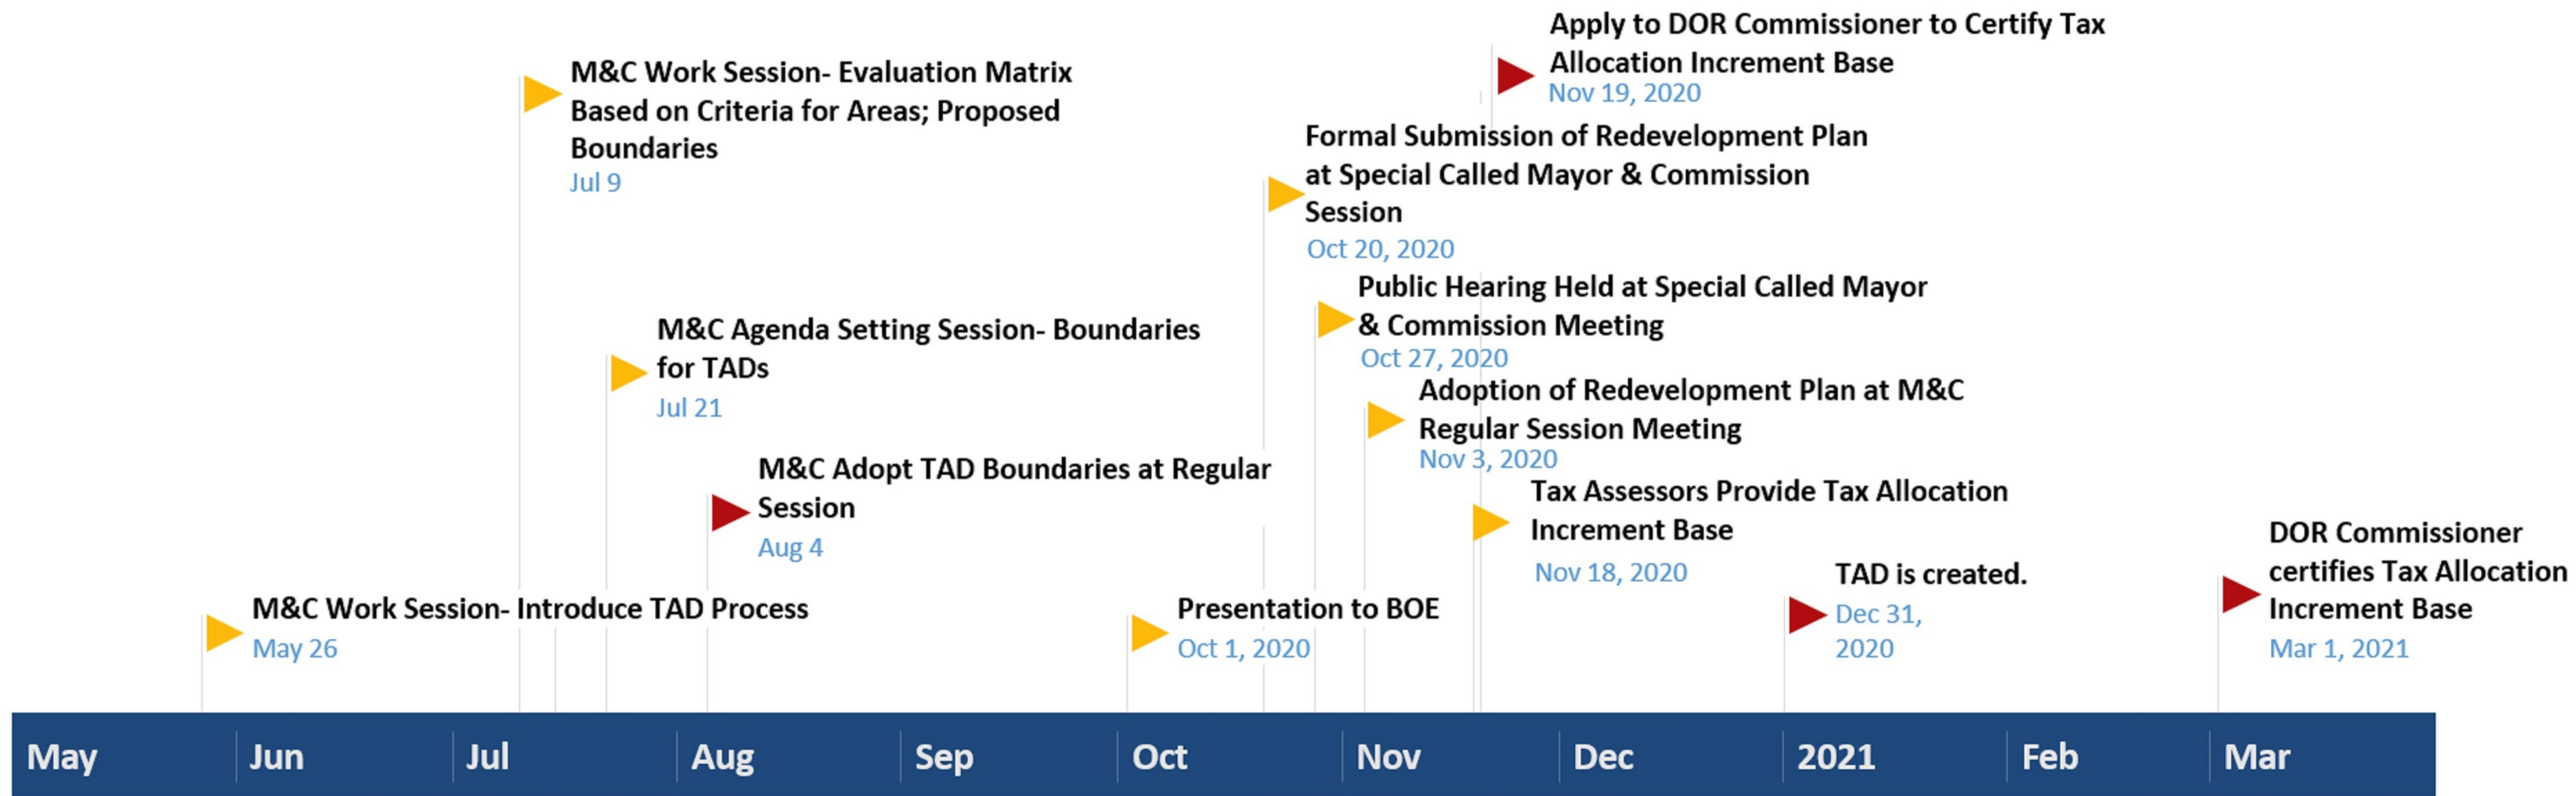 M&C Work Session- Evaluation Matrix
Based on Criteria for Areas; Proposed
Boundaries
Jul 9
M&C Agenda Setting Session- Boundaries
for TADs
Jul 21
M&C Adopt TAD Boundaries at Regular
Session
Aug 4
M&C Work Session- Introduce TAD Process
May 26
Apply to DOR Commissioner to Certify Tax
Allocation Increment Base
Nov 19, 2020
Formal Submission of Redevelopment Plan
at Special Called Mayor & Commission
Session
Oct 20, 2020
Public Hearing Held at Special Called Mayor
& Commission Meeting
Oct 27, 2020
Adoption of Redevelopment Plan at M&C
Regular Session Meeting
Nov 3, 2020
Tax Assessors Provide Tax Allocation
Increment Base
Nov 18, 2020
Presentation to BOE
Oct 1, 2020
TAD is created.
Dec 31,
2020
DOR Commissioner
certifies Tax Allocation
Increment Base
Mar 1, 2021
May Jun Jul Aug Sep Oct Nov Dec 2021 Feb Mar